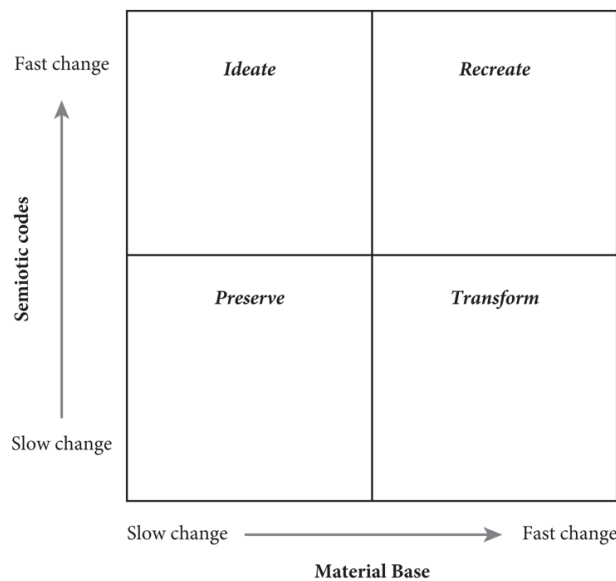 Fast change
Ideate
Recreate
Semiotic codes
Preserve
Transform
Slow change
Slow change
Fast change
Material Base